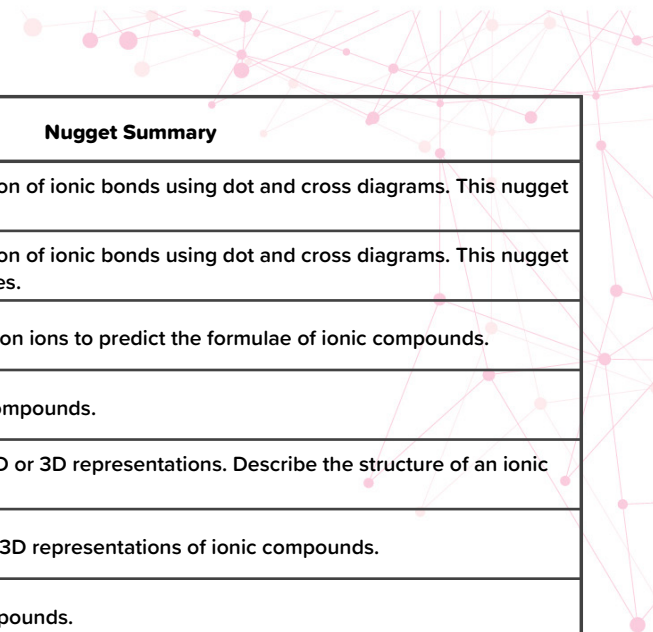 Nugget Summary
on of ionic bonds using dot and cross diagrams. This nugget
on of ionic bonds using dot and cross diagrams. This nugget
es.
on ions to predict the formulae of ionic compounds.
ompounds.
D or 3D representations. Describe the structure of an ionic
3D representations of ionic compounds.
pounds.